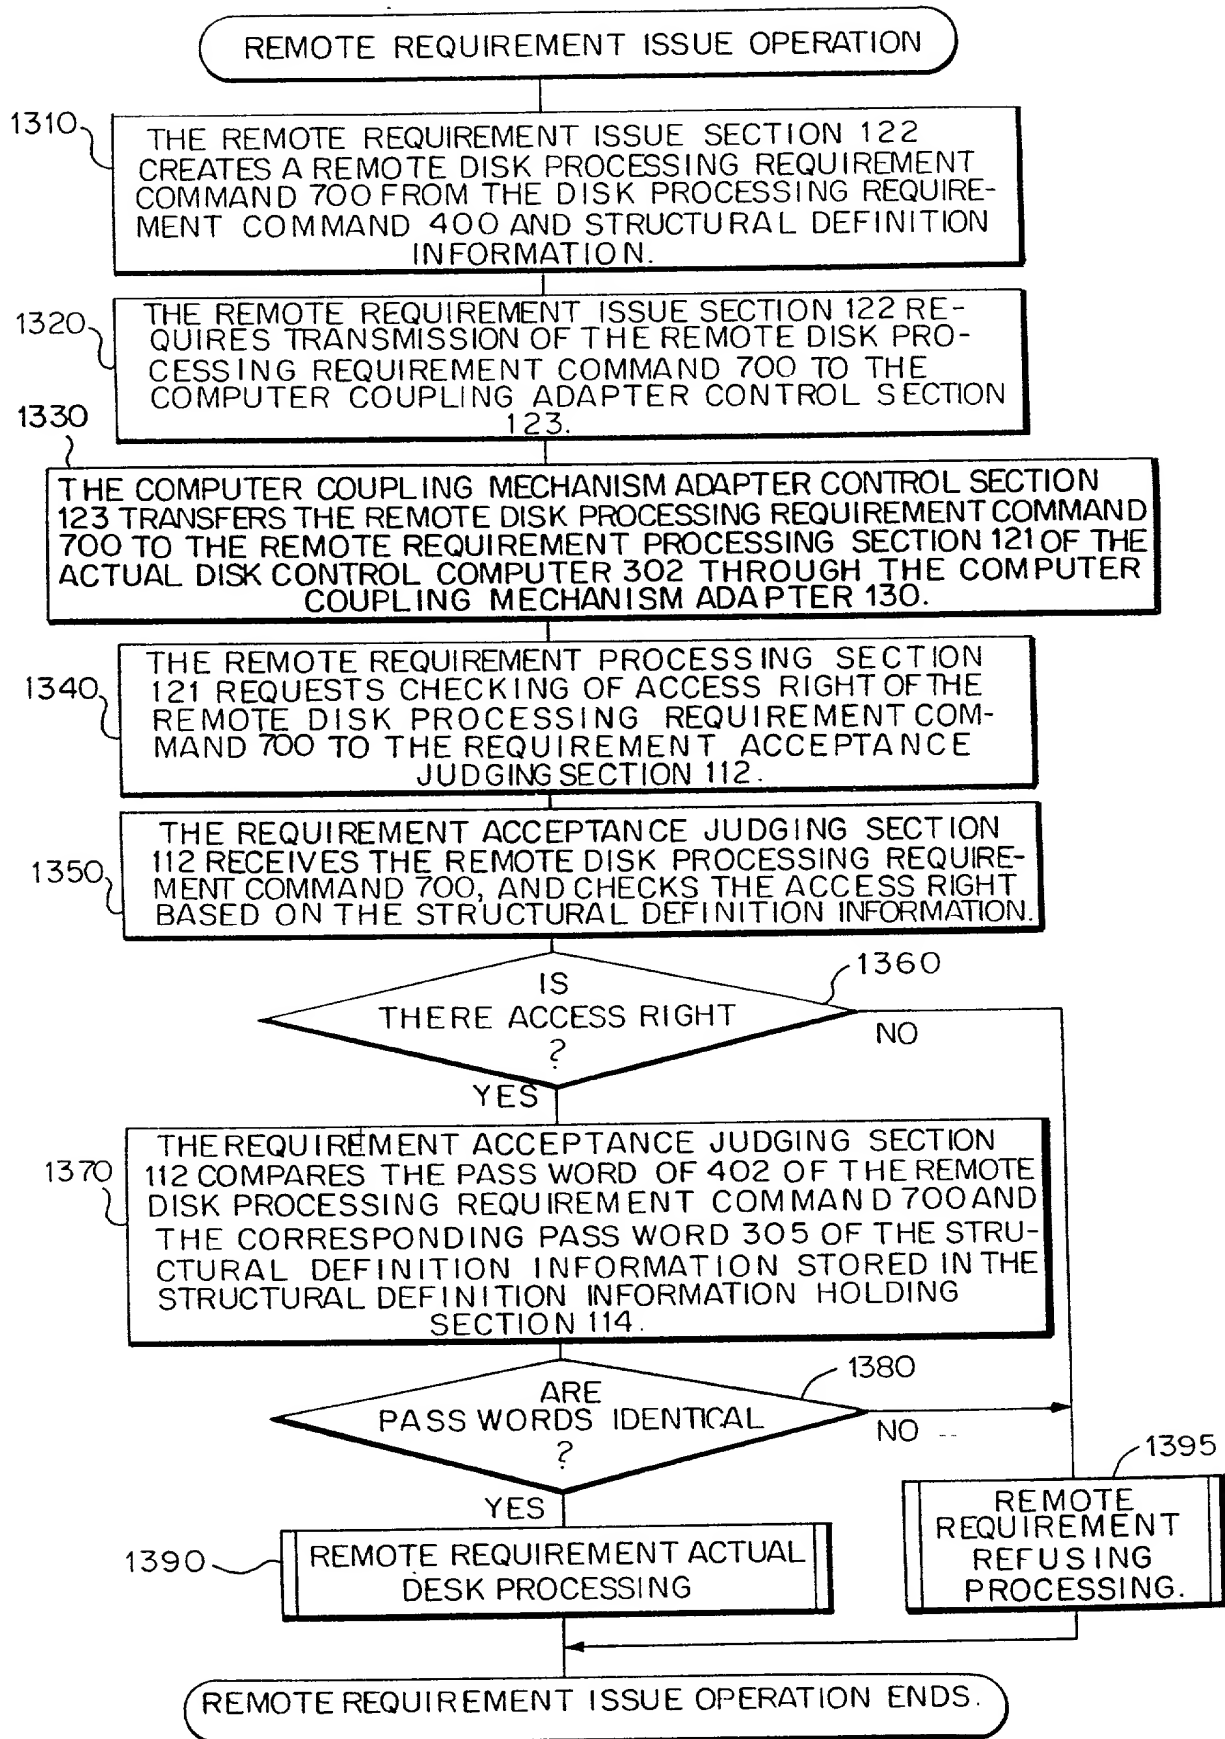 REMOTE REQUIREMENT ISSUE OPERATION
1310
THE REMOTE REQUIREMENT ISSUE SECTION 122
CREATES A REMOTE DISK PROCESSING REQUIREMENT
COMMAND 700 FROM THE DISK PROCESSING REQUIRE-
MENT COMMAND 400 AND STRUCTURAL DEFINITION
INFORMATION.
1320
THE REMOTE REQUIREMENT ISSUE SECTION 122 RE-
QUIRES TRANSMISSION OF THE REMOTE DISK PRO-
CESSING REQUIREMENT COMMAND 700 TO THE
COMPUTER COUPLING ADAPTER CONTROL SECTION
123.
1330
THE COMPUTER COUPLING MECHANISM ADAPTER CONTROL SECTION
123 TRANSFERS THE REMOTE DISK PROCESSING REQUIREMENT COMMAND
700 TO THE REMOTE REQUIREMENT PROCESSING SECTION 121 OF THE
ACTUAL DISK CONTROL COMPUTER 302 THROUGH THE COMPUTER
COUPLING MECHANISM ADAPTER 130.
1340
THE REMOTE REQUIREMENT PROCESSING SECTION
121 REQUESTS CHECKING OF ACCESS RIGHT OF THE
REMOTE DISK PROCESSING REQUIREMENT COM-
MAND 700 TO THE REQUIREMENT ACCEPTANCE
JUDGING SECTION 112.
1350
THE REQUIREMENT ACCEPTANCE JUDGING SECTION
112 RECEIVES THE REMOTE DISK PROCESSING REQUIRE-
MENT COMMAND 700, AND CHECKS THE ACCESS RIGHT
BASED ON THE STRUCTURAL DEFINITION INFORMATION.
1360
IS
THERE ACCESS RIGHT
?
NO
YES
1370
THE REQUIREMENT ACCEPTANCE JUDGING SECTION
112 COMPARES THE PASS WORD OF 402 OF THE REMOTE
DISK PROCESSING REQUIREMENT COMMAND 700 AND
THE CORRESPONDING PASS WORD 305 OF THE STRU-
CTURAL DEFINITION INFORMATION STORED IN THE
STRUCTURAL DEFINITION INFORMATION HOLDING
SECTION 114.
1380
ARE
PASS WORDS IDENTICAL
?
NO
YES
1390
REMOTE REQUIREMENT ACTUAL
DESK PROCESSING
1395
REMOTE
REQUIREMENT
REFUSING
PROCESSING.
REMOTE REQUIREMENT ISSUE OPERATION ENDS.